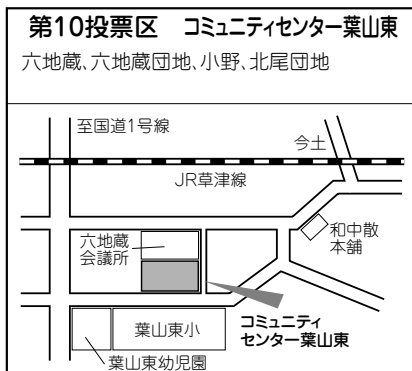 第10投票区 コミュニティセンター葉山東
六地蔵、六地蔵団地、小野、北尾団地
至国道1号線
今土
JR草津線
六地蔵
会議所
和中散
本舗
コミュニティ
センター葉山東
葉山東小
葉山東幼児園